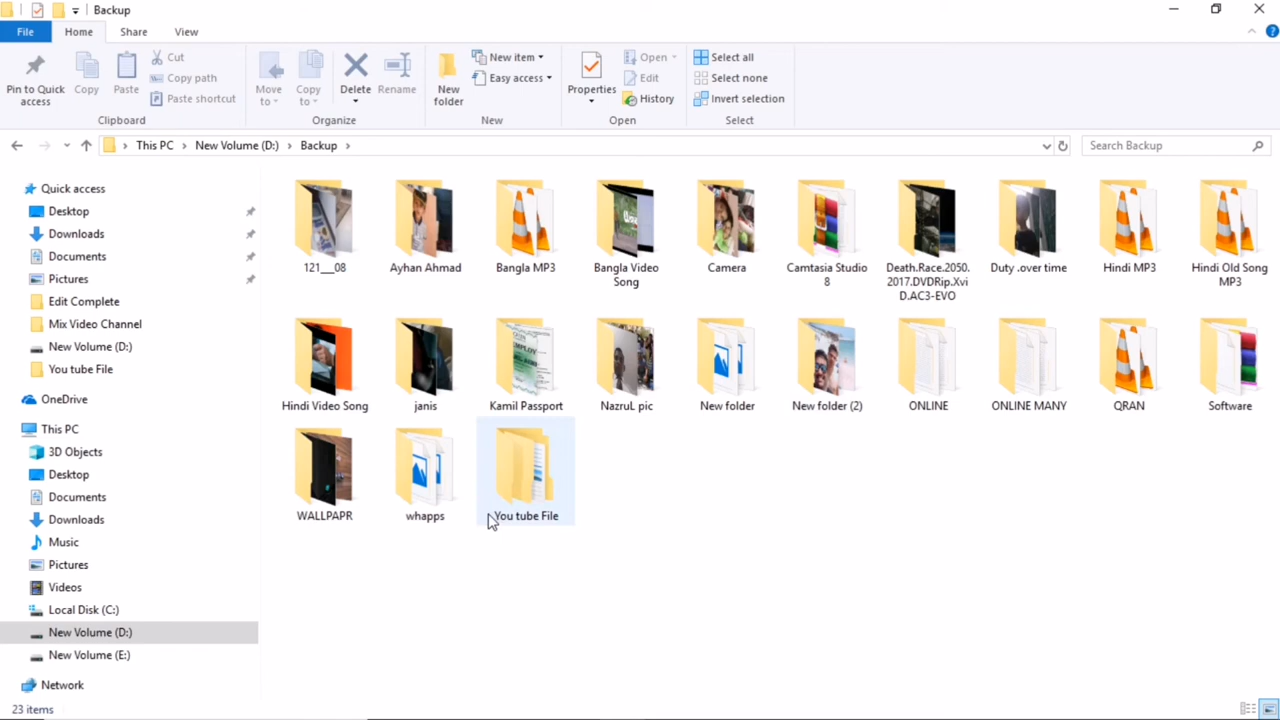 Backup
File Home Share View
Pin to Quick access
Copy
Paste
Cut
Copy path
Paste shortcut
Clipboard
Move to
Copy to
Delete
Rename
Organize
New folder
New item
Easy access
New
Properties
Open
Edit
History
Open
Select all
Select none
Invert selection
Select
This PC New Volume (D:) Backup
Search Backup
Quick access
Desktop
Downloads
Documents
Pictures
Edit Complete
Mix Video Channel
New Volume (D:)
You tube File
OneDrive
This PC
3D Objects
Desktop
Documents
Downloads
Music
Pictures
Videos
Local Disk (C:)
New Volume (D:)
New Volume (E:)
Network
121___08
Ayhan Ahmad
Bangla MP3
Bangla Video
Song
Camera
Camtasia Studio
8
Death.Race.2050.
2017.DVDRip.Xvi
D.AC3-EVO
Duty .over time
Hindi MP3
Hindi Old Song
MP3
Hindi Video Song
janis
Kamil Passport
NazruL pic
New folder
New folder (2)
ONLINE
ONLINE MANY
QRAN
Software
WALLPAPR
whapps
You tube File
23 items